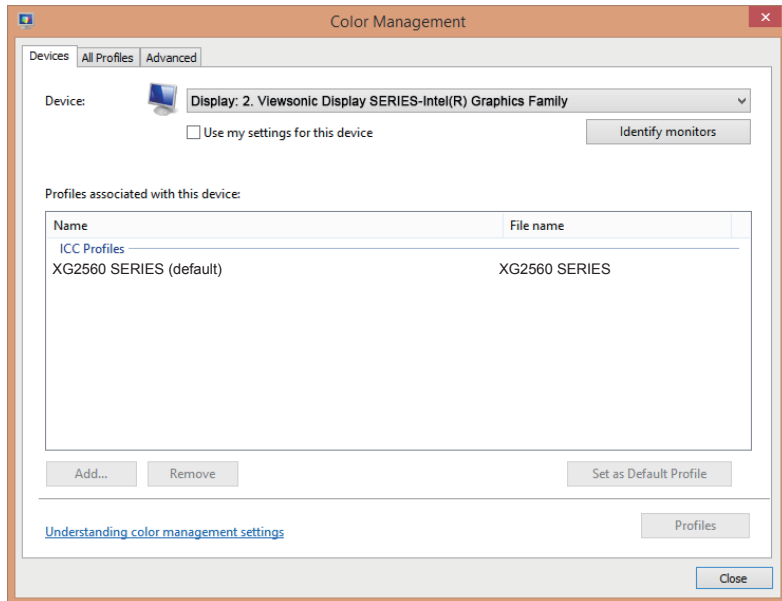 Color Management
Devices All Profiles Advanced
Device: Display: 2. Viewsonic Display SERIES-Intel(R) Graphics Family
Use my settings for this device Identify monitors
Profiles associated with this device:
Name File name
ICC Profiles
XG2560 SERIES (default) XG2560 SERIES
Add... Remove Set as Default Profile
Understanding color management settings Profiles
Close